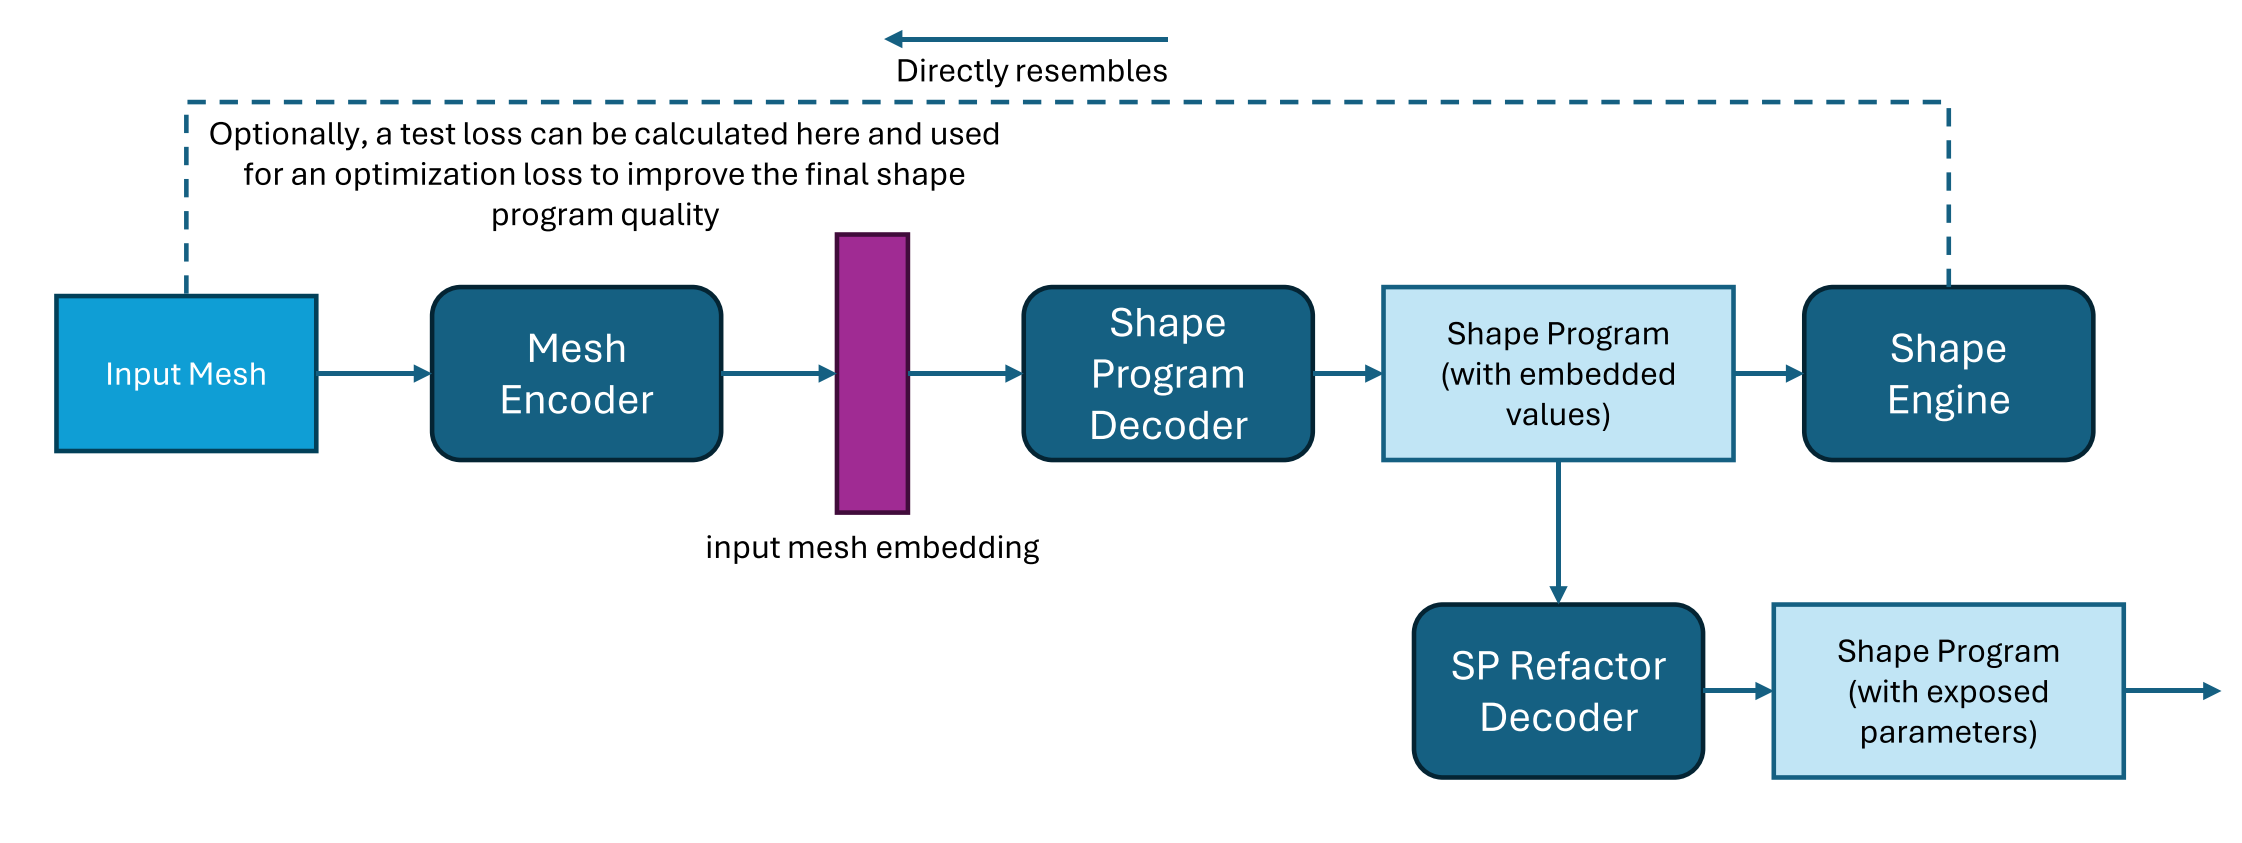 Directly resembles
Optionally, a test loss can be calculated here and used
for an optimization loss to improve the final shape
program quality
Input Mesh
Mesh
Encoder
input mesh embedding
Shape
Program
Decoder
Shape Program
(with embedded
values)
Shape
Engine
SP Refactor
Decoder
Shape Program
(with exposed
parameters)